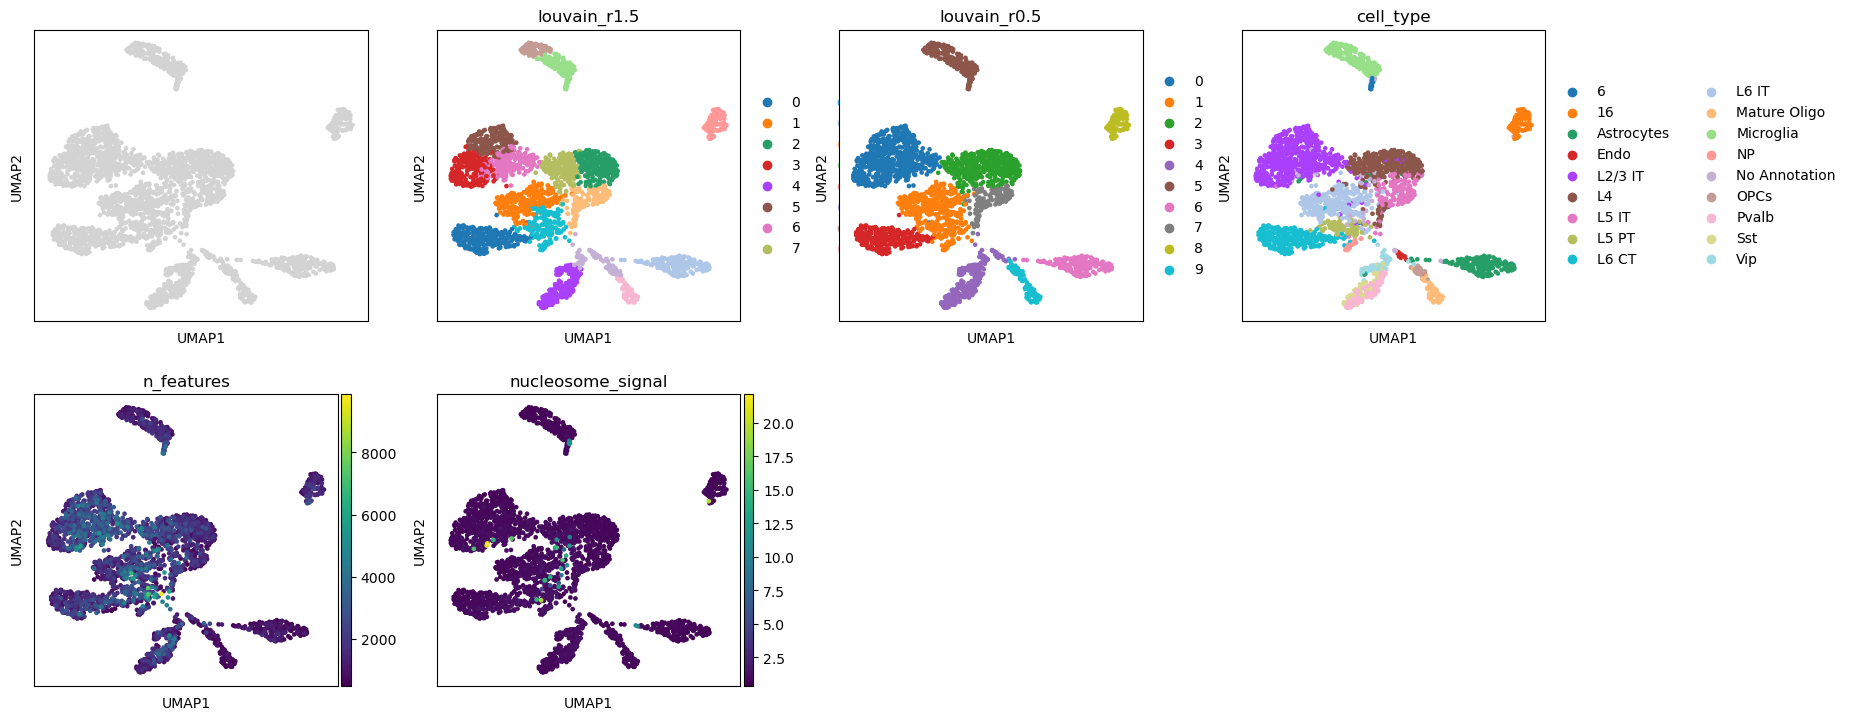 louvain_r1.5
louvain_r0.5
cell_type
UMAP2
UMAP1
UMAP2
UMAP1
0
1
2
3
4
5
6
7
UMAP2
UMAP1
0
1
2
3
4
5
6
7
8
9
UMAP2
UMAP1
6
16
Astrocytes
Endo
L2/3 IT
L4
L5 IT
L5 PT
L6 CT
L6 IT
Mature Oligo
Microglia
NP
No Annotation
OPCs
Pvalb
Sst
Vip
n_features
UMAP2
UMAP1
8000
6000
4000
2000
nucleosome_signal
UMAP2
UMAP1
20.0
17.5
15.0
12.5
10.0
7.5
5.0
2.5